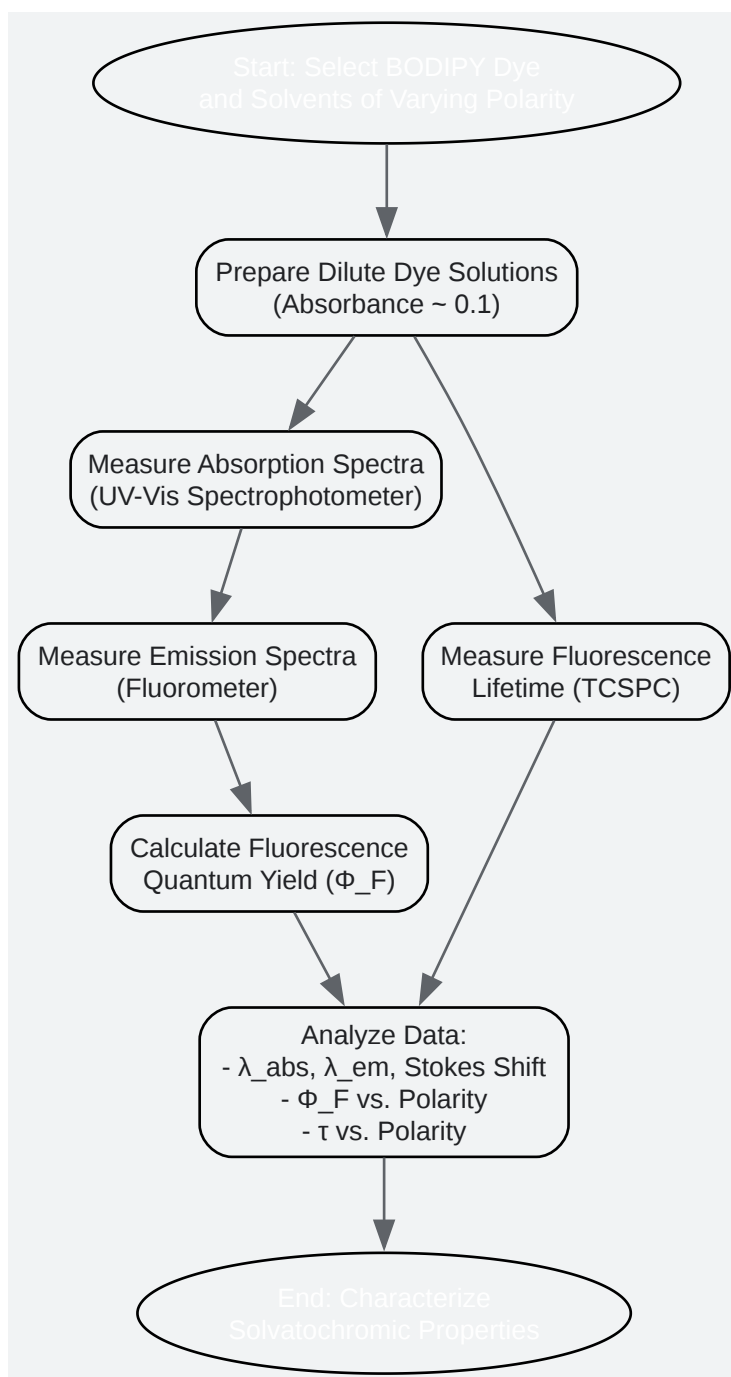 Start: Select BODIPY Dye
and Solvents of Varying Polarity
Prepare Dilute Dye Solutions
(Absorbance ~ 0.1)
Measure Absorption Spectra
(UV-Vis Spectrophotometer)
Measure Emission Spectra
(Fluorometer)
Measure Fluorescence
Lifetime (TCSPC)
Calculate Fluorescence
Quantum Yield (Φ_F)
Analyze Data:
- λ_abs, λ_em, Stokes Shift
- Φ_F vs. Polarity
- τ vs. Polarity
End: Characterize
Solvatochromic Properties